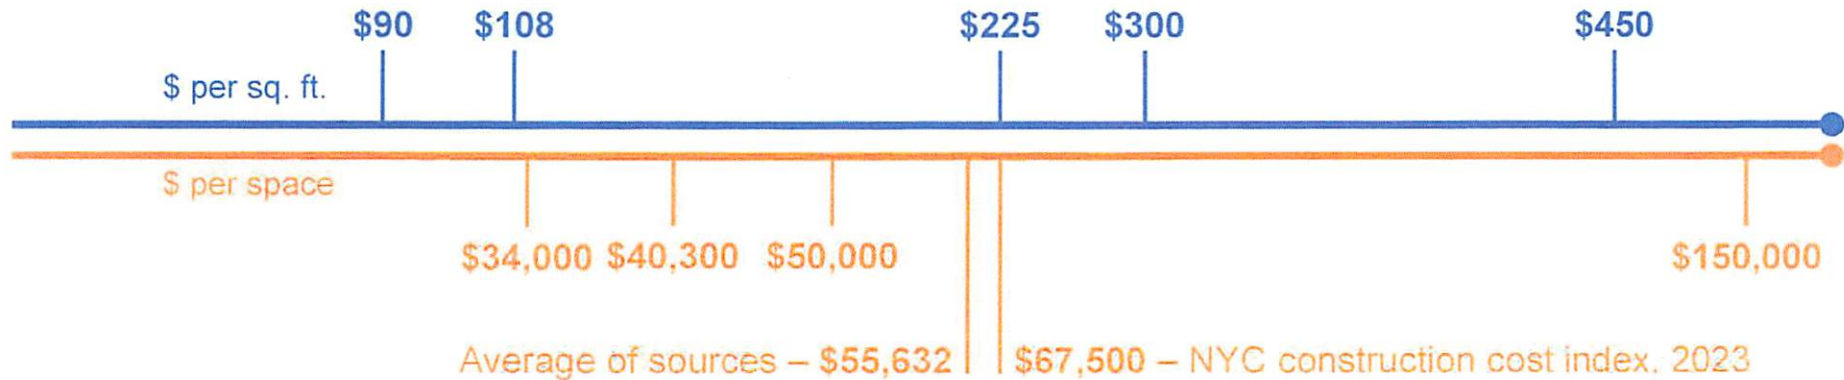 $90 $108 $225 $300 $450
$ per sq. ft.
$ per space
$34,000 $40,300 $50,000 $150,000
Average of sources – $55,632 $67,500 – NYC construction cost index, 2023